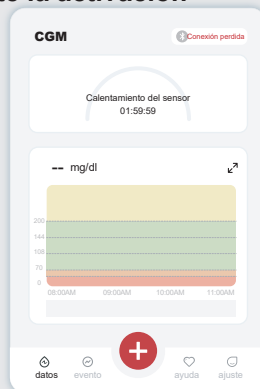 CGM
Conexión perdida
Calentamiento del sensor
01:59:59
-- mg/dl
200
144
108
70
0
08:00AM 09:00AM 10:00AM 11:00AM
datos evento ayuda ajuste